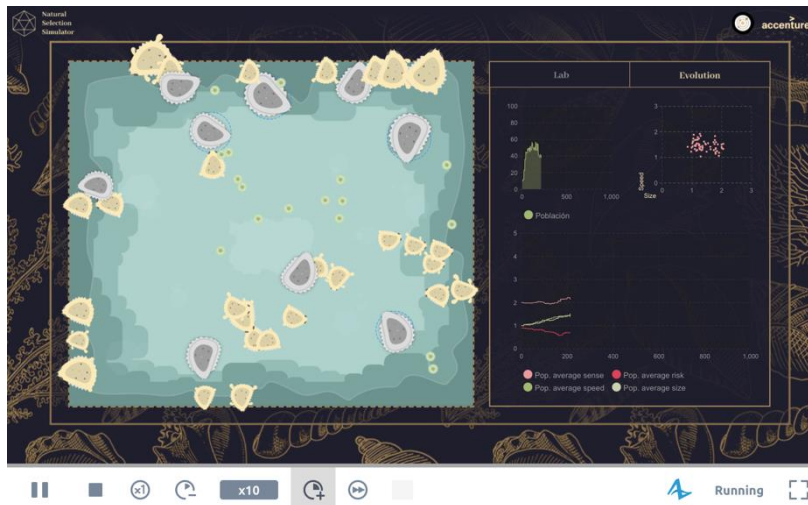 Natural
Selection
Simulator
accenture
Lab
Evolution
100
80
60
40
20
0
0 500 1,000
Población
3
2
1
0
Speed
Size
0 1 2 3
5
4
3
2
1
0
0 200 400 600 800 1,000
Pop. average sense Pop. average risk
Pop. average speed Pop. average size
x1
x10
Running